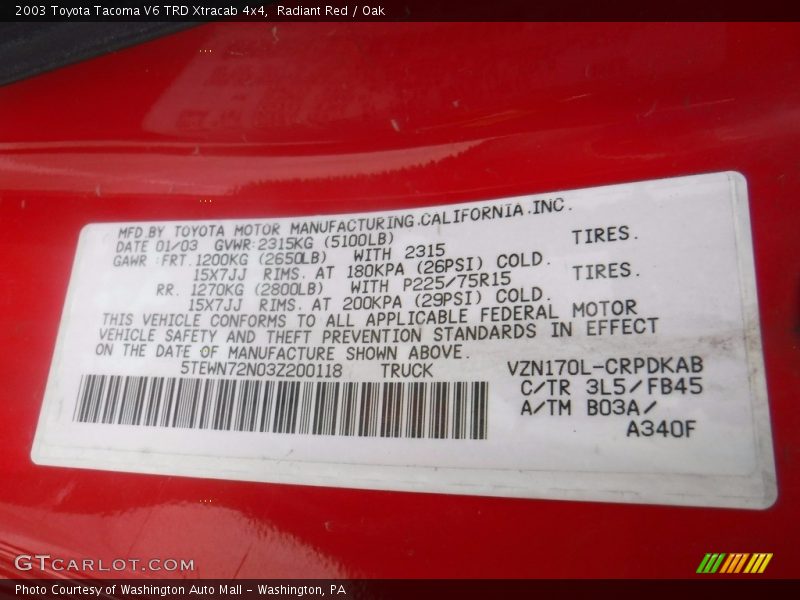 2003 Toyota Tacoma V6 TRD Xtracab 4x4, Radiant Red / Oak
MFD.BY TOYOTA MOTOR MANUFACTURING.CALIFORNIA.INC.
DATE 01/03 GVWR:2315KG (5100LB)
GAWR :FRT.1200KG (2650LB) WITH 2315 TIRES.
15X7JJ RIMS. AT 180KPA (26PSI) COLD.
RR. 1270KG (2800LB) WITH P225/75R15 TIRES.
15X7JJ RIMS. AT 200KPA (29PSI) COLD.
THIS VEHICLE CONFORMS TO ALL APPLICABLE FEDERAL MOTOR
VEHICLE SAFETY AND THEFT PREVENTION STANDARDS IN EFFECT
ON THE DATE OF MANUFACTURE SHOWN ABOVE.
5TEWN72N03Z200118 TRUCK VZN170L-CRPDKAB
C/TR 3L5/FB45
A/TM B03A/
A340F
GTCARLOT.COM
Photo Courtesy of Washington Auto Mall - Washington, PA